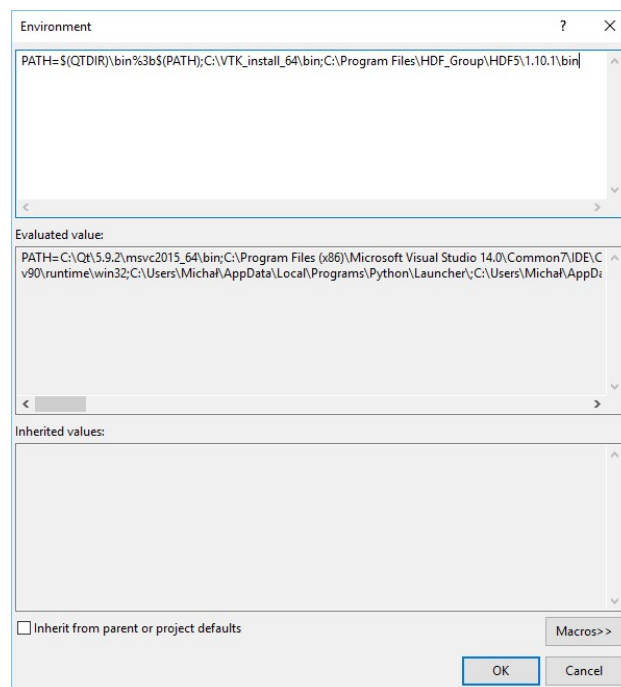 Environment
?
PATH=$(QTDIR)\bin%3b$(PATH);C:\VTK_install_64\bin;C:\Program Files\HDF_Group\HDF5\1.10.1\bin
Evaluated value:
PATH=C:\Qt\5.9.2\msvc2015_64\bin;C:\Program Files (x86)\Microsoft Visual Studio 14.0\Common7\IDE\C
v90\runtime\win32;C:\Users\Michał\AppData\Local\Programs\Python\Launcher\;C:\Users\Michał\AppDa
Inherited values:
Inherit from parent or project defaults
Macros>>
OK
Cancel